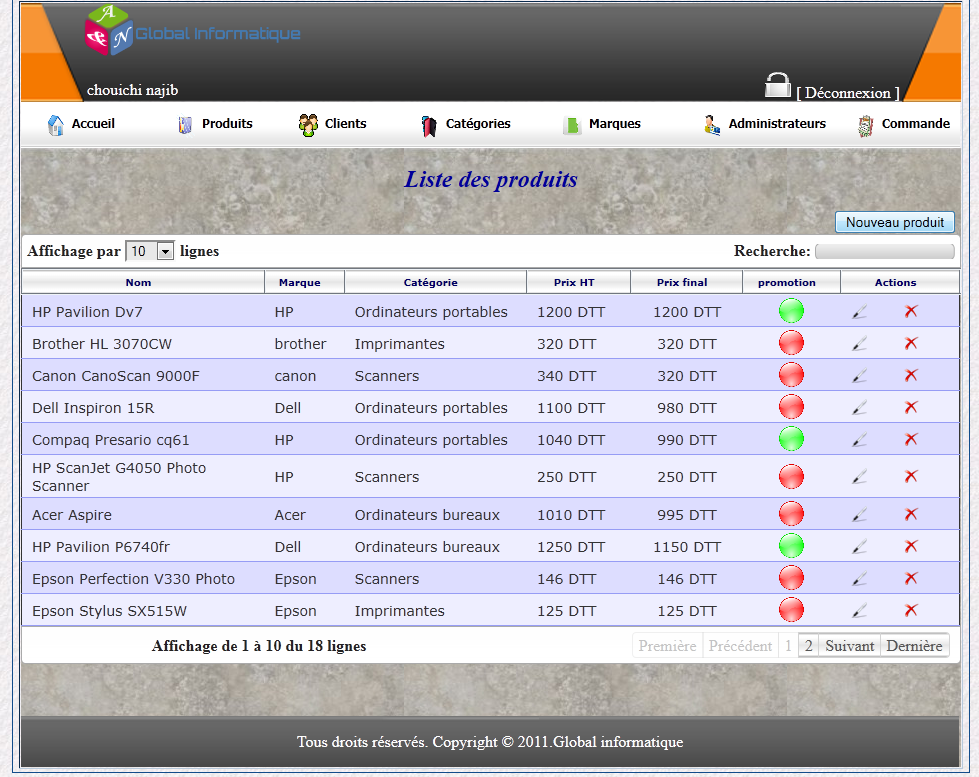 A
N
Global Informatique
chouichi najib
[ Déconnexion ]
Accueil Produits Clients Catégories Marques Administrateurs Commande
Liste des produits
Nouveau produit
Affichage par 10 lignes Recherche:
Nom Marque Catégorie Prix HT Prix final promotion Actions
HP Pavilion Dv7 HP Ordinateurs portables 1200 DTT 1200 DTT
Brother HL 3070CW brother Imprimantes 320 DTT 320 DTT
Canon CanoScan 9000F canon Scanners 340 DTT 320 DTT
Dell Inspiron 15R Dell Ordinateurs portables 1100 DTT 980 DTT
Compaq Presario cq61 HP Ordinateurs portables 1040 DTT 990 DTT
HP ScanJet G4050 Photo
Scanner HP Scanners 250 DTT 250 DTT
Acer Aspire Acer Ordinateurs bureaux 1010 DTT 995 DTT
HP Pavilion P6740fr Dell Ordinateurs bureaux 1250 DTT 1150 DTT
Epson Perfection V330 Photo Epson Scanners 146 DTT 146 DTT
Epson Stylus SX515W Epson Imprimantes 125 DTT 125 DTT
Affichage de 1 à 10 du 18 lignes Première Précédent 1 2 Suivant Dernière
Tous droits réservés. Copyright © 2011.Global informatique